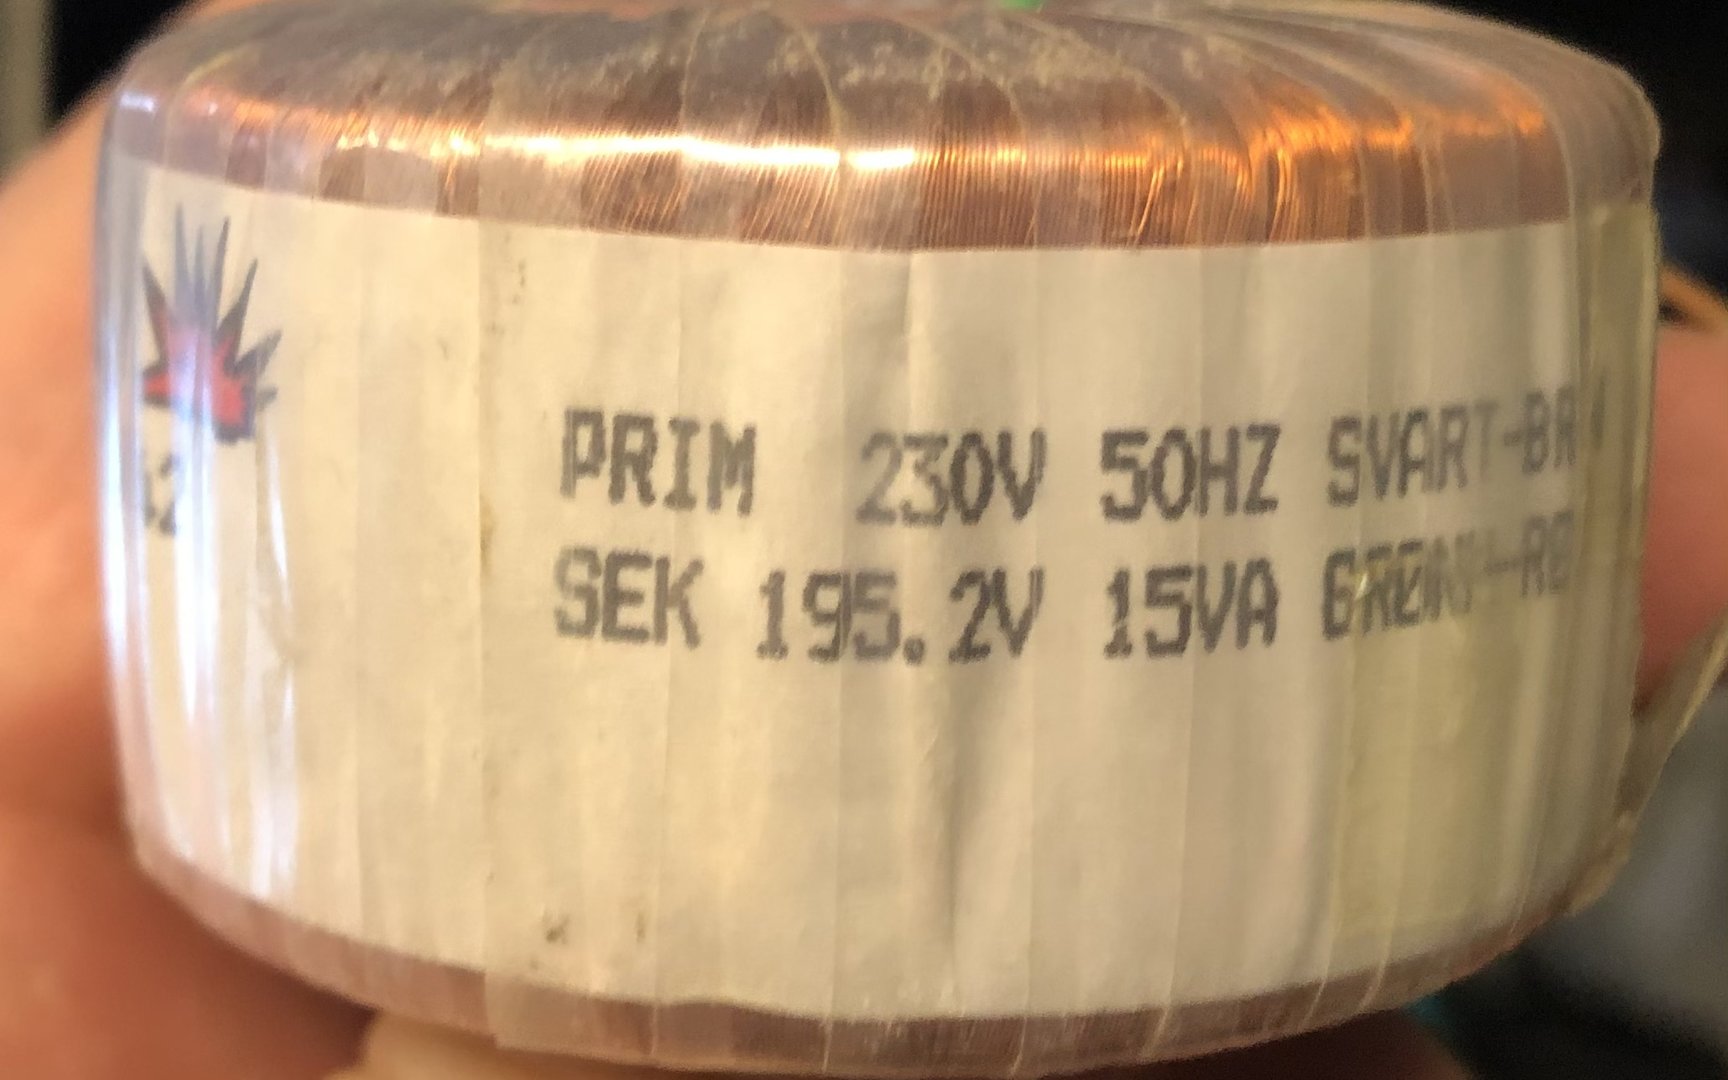 PRIM 230V 50HZ SVART-
SEK 195.2V 15VA